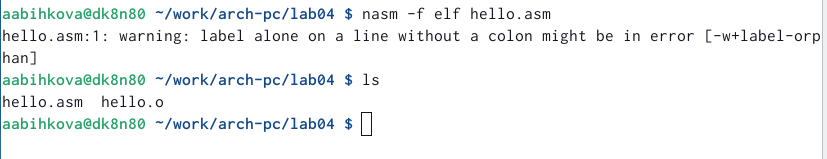 aabihkova@dk8n80 ~/work/arch-pc/lab04 $ nasm -f elf hello.asm
hello.asm:1: warning: label alone on a line without a colon might be in error [-w+label-orp
han]
aabihkova@dk8n80 ~/work/arch-pc/lab04 $ ls
hello.asm  hello.o
aabihkova@dk8n80 ~/work/arch-pc/lab04 $